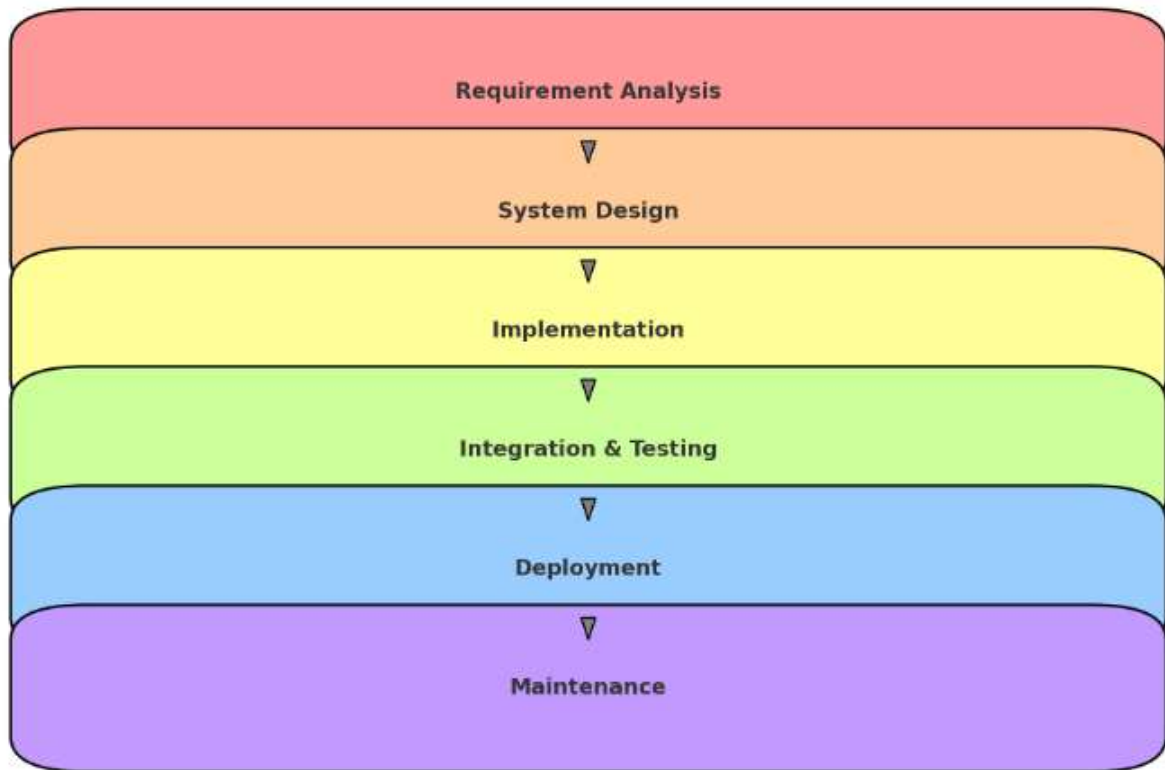 Requirement Analysis
System Design
Implementation
Integration & Testing
Deployment
Maintenance